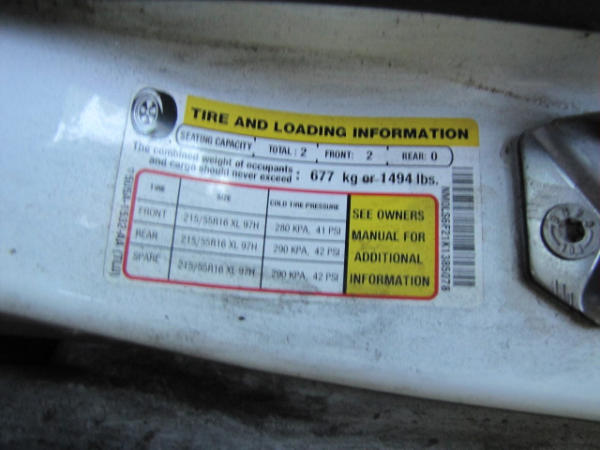 TIRE AND LOADING INFORMATION
SEATING CAPACITY TOTAL: 2 FRONT: 2 REAR: 0
The combined weight of occupants and cargo should never exceed : 677 kg or 1494 lbs.
TIRE SIZE COLD TIRE PRESSURE
FRONT 215/55R16 XL 97H 280 KPA, 41 PSI
REAR 215/55R16 XL 97H 290 KPA, 42 PSI
SPARE 215/55R16 XL 97H 290 KPA, 42 PSI
SEE OWNERS
MANUAL FOR
ADDITIONAL
INFORMATION